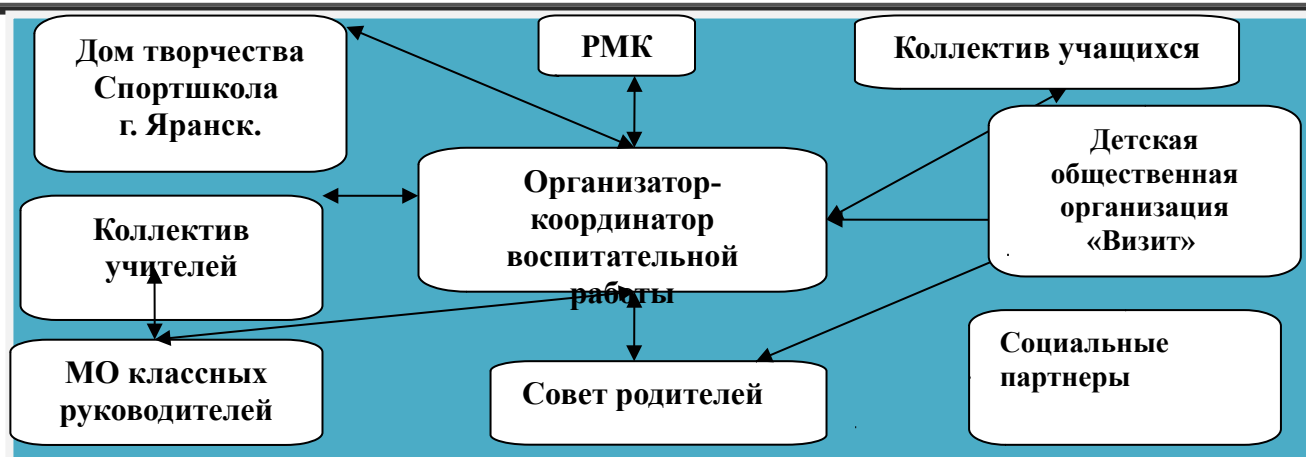 Дом творчества
Спортшкола
г. Яранск.
РМК
Коллектив учащихся
Детская
общественная
организация
«Визит»
Организатор-
координатор
воспитательной
работы
Коллектив
учителей
МО классных
руководителей
Совет родителей
Социальные
партнеры